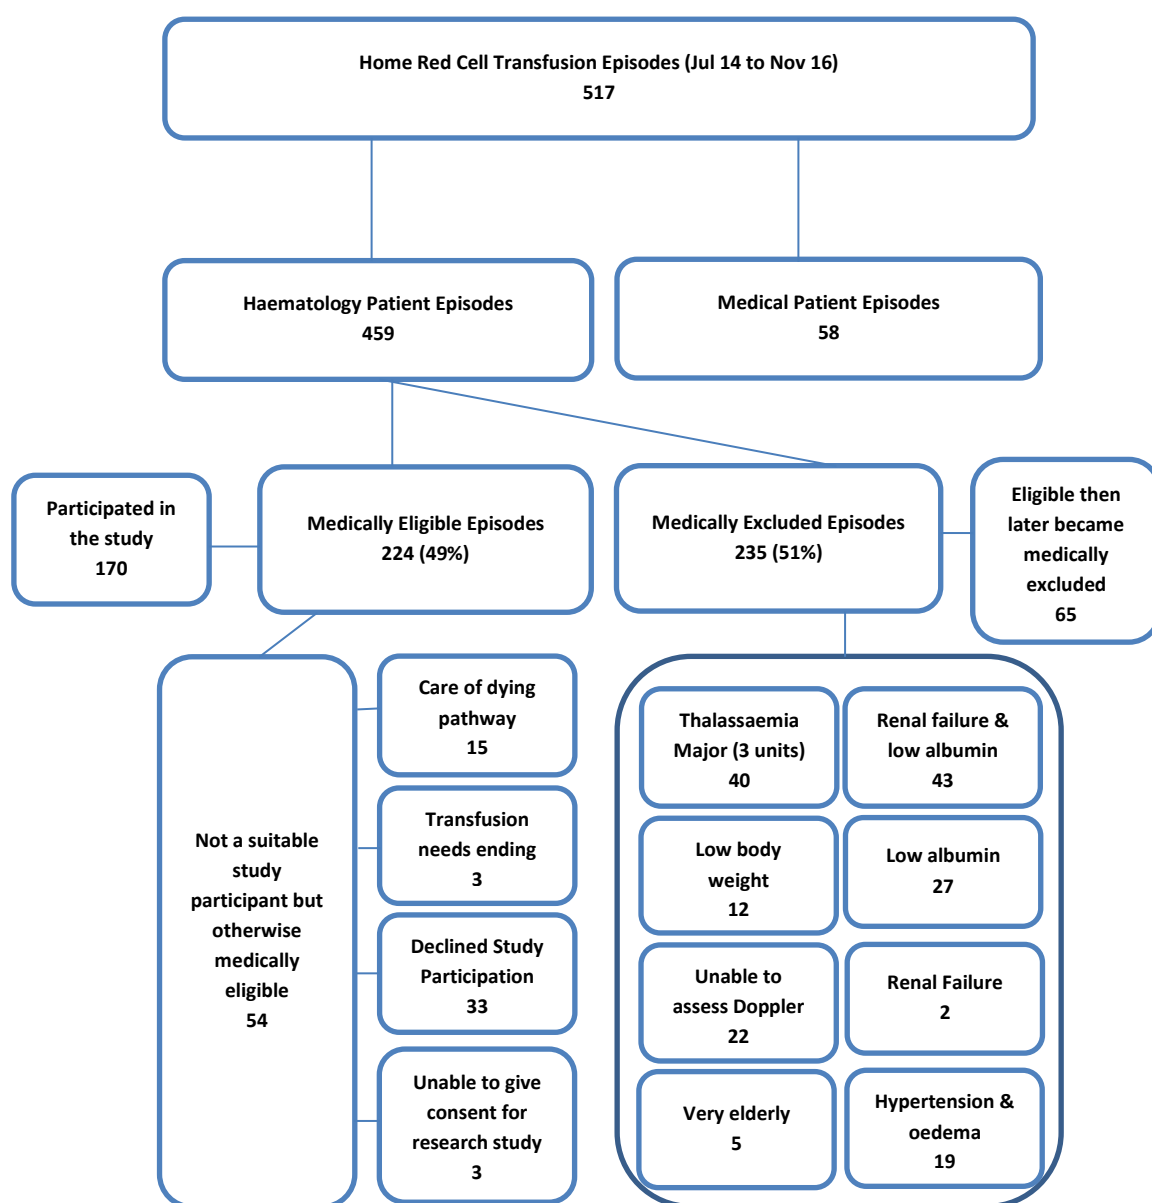 Home Red Cell Transfusion Episodes (Jul 14 to Nov 16)
517
Haematology Patient Episodes
459
Medical Patient Episodes
58
Participated in
the study
170
Medically Eligible Episodes
224 (49%)
Medically Excluded Episodes
235 (51%)
Eligible then
later became
medically
excluded
65
Not a suitable
study
participant but
otherwise
medically
eligible
54
Care of dying
pathway
15
Transfusion
needs ending
3
Declined Study
Participation
33
Unable to give
consent for
research study
3
Thalassaemia
Major (3 units)
40
Renal failure &
low albumin
43
Low body
weight
12
Low albumin
27
Unable to
assess Doppler
22
Renal Failure
2
Very elderly
5
Hypertension &
oedema
19